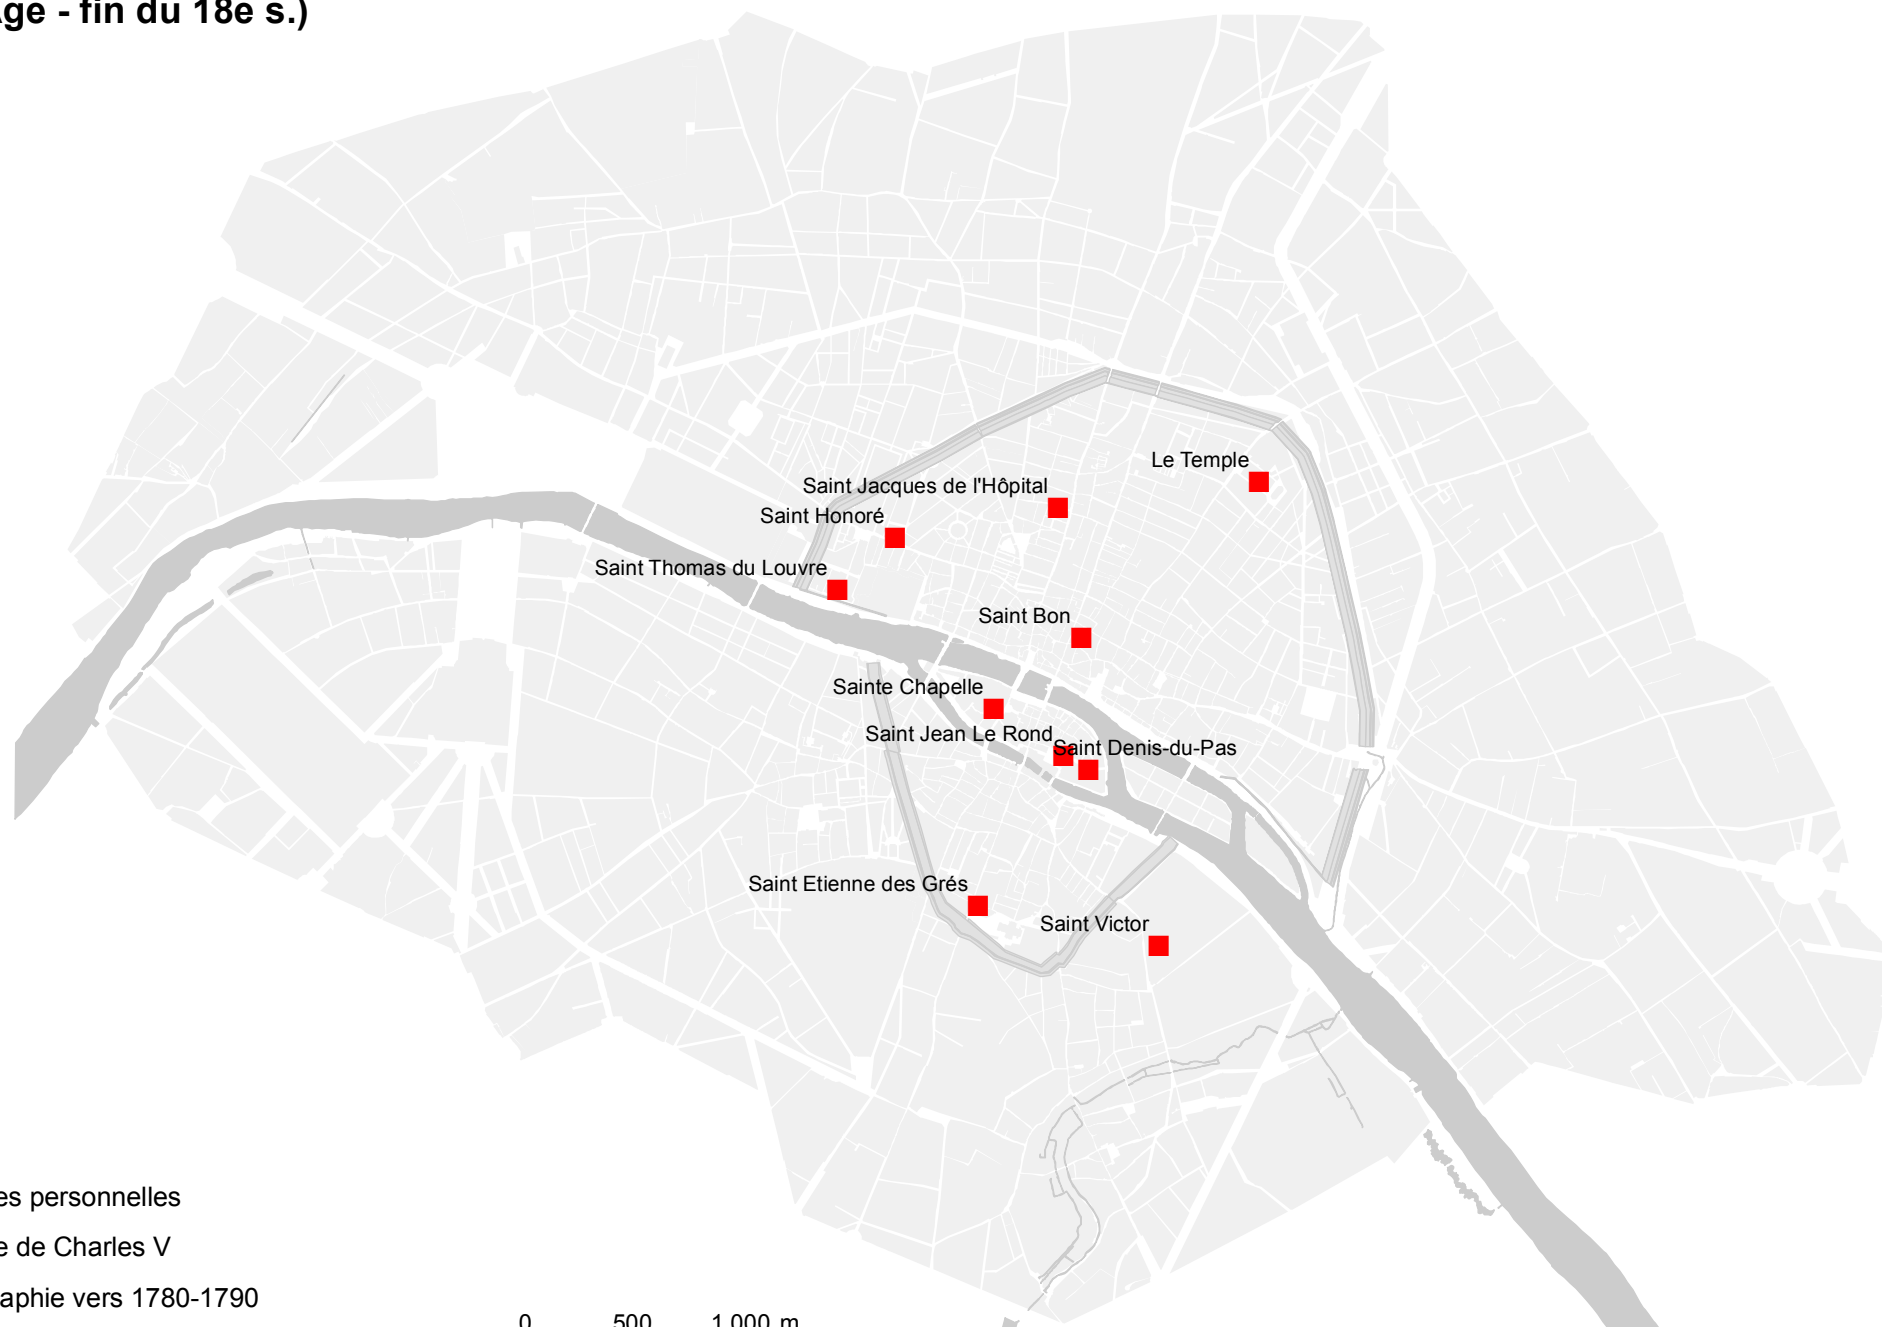 ge - fin du 18e s.)
Le Temple
Saint Jacques de l'Hôpital
Saint Honoré
Saint Thomas du Louvre
Saint Bon
Sainte Chapelle
Saint Jean Le Rond
Saint Denis-du-Pas
Saint Etienne des Grés
Saint Victor
es personnelles
e de Charles V
aphie vers 1780-1790
0 500 1 000 m